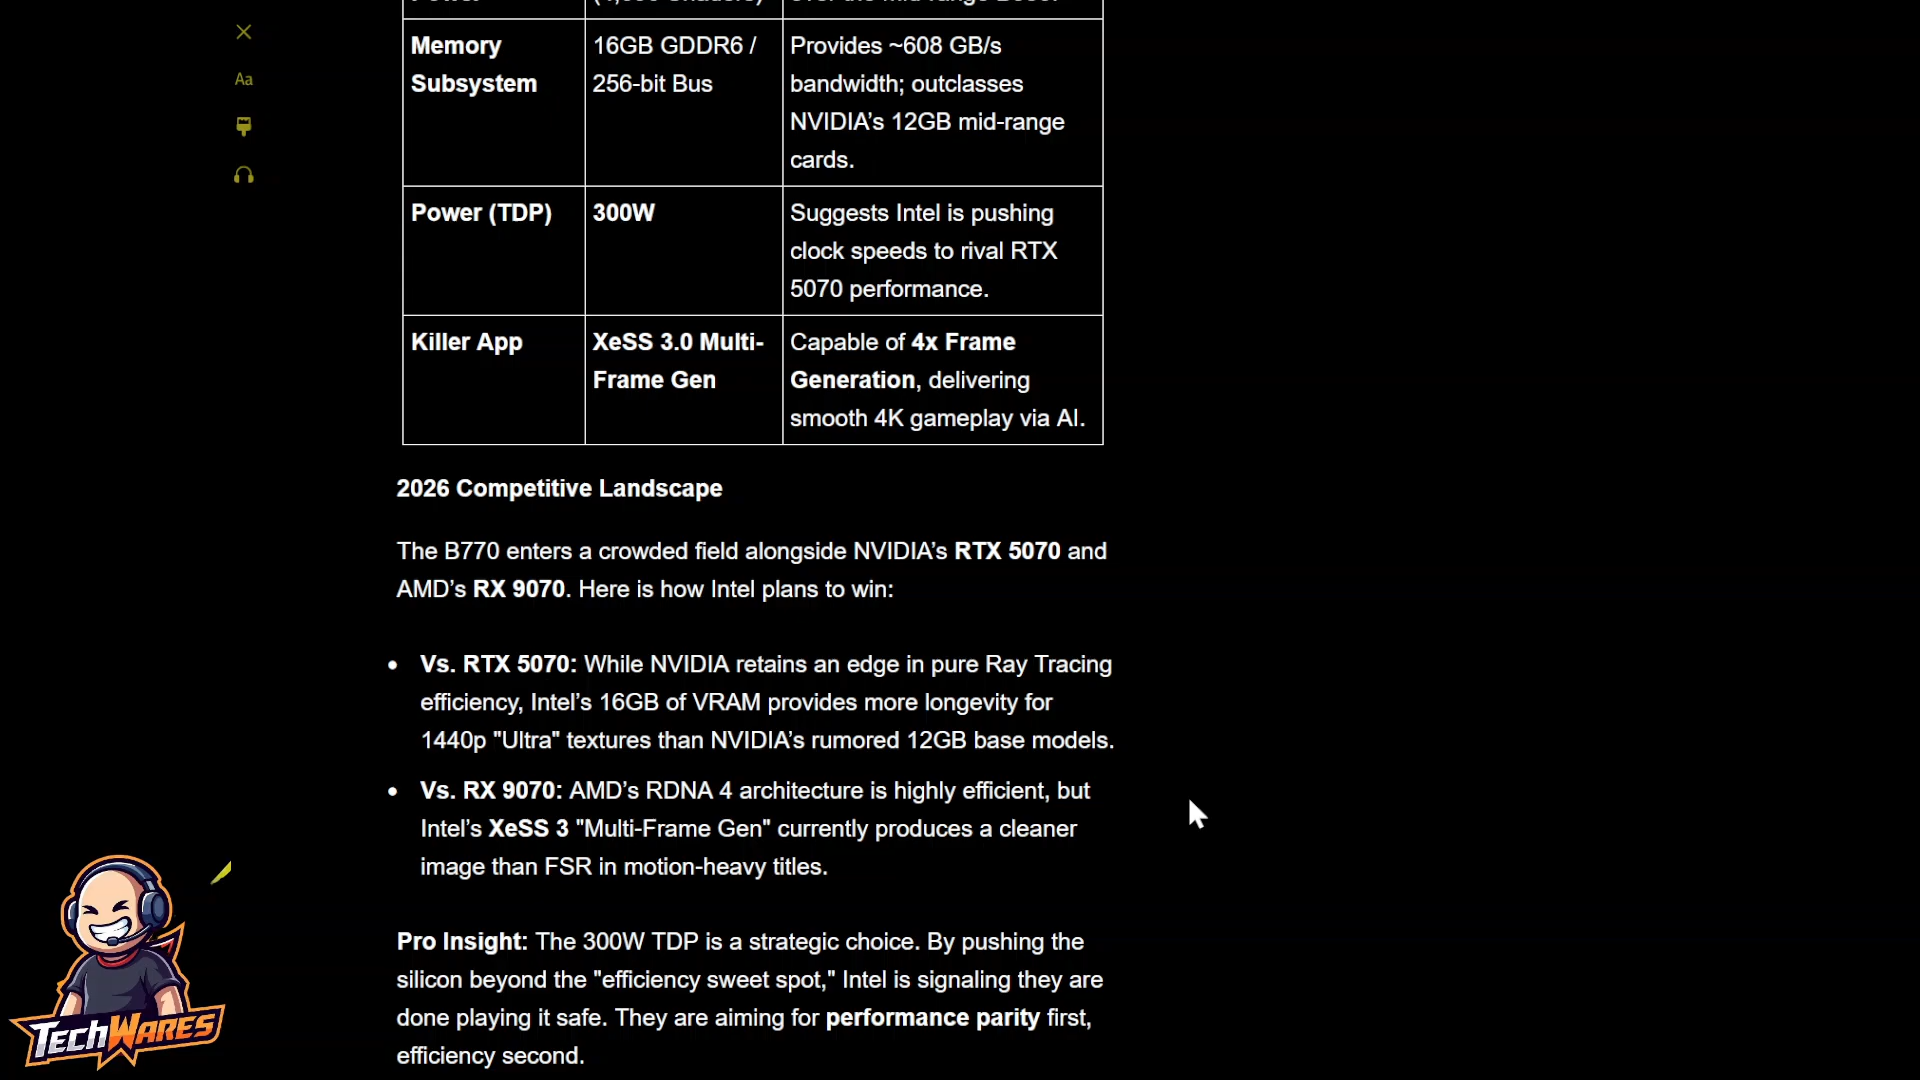 Memory
Subsystem
16GB GDDR6 /
256-bit Bus
Provides ~608 GB/s
bandwidth; outclasses
NVIDIA's 12GB mid-range
cards.
Power (TDP)
300W
Suggests Intel is pushing
clock speeds to rival RTX
5070 performance.
Killer App
XeSS 3.0 Multi-
Frame Gen
Capable of 4x Frame
Generation, delivering
smooth 4K gameplay via AI.
2026 Competitive Landscape
The B770 enters a crowded field alongside NVIDIA's RTX 5070 and
AMD's RX 9070. Here is how Intel plans to win:
• Vs. RTX 5070: While NVIDIA retains an edge in pure Ray Tracing
efficiency, Intel's 16GB of VRAM provides more longevity for
1440p "Ultra" textures than NVIDIA's rumored 12GB base models.
• Vs. RX 9070: AMD's RDNA 4 architecture is highly efficient, but
Intel's XeSS 3 "Multi-Frame Gen" currently produces a cleaner
image than FSR in motion-heavy titles.
Pro Insight: The 300W TDP is a strategic choice. By pushing the
silicon beyond the "efficiency sweet spot," Intel is signaling they are
done playing it safe. They are aiming for performance parity first,
efficiency second.
Aa
TECHWARES